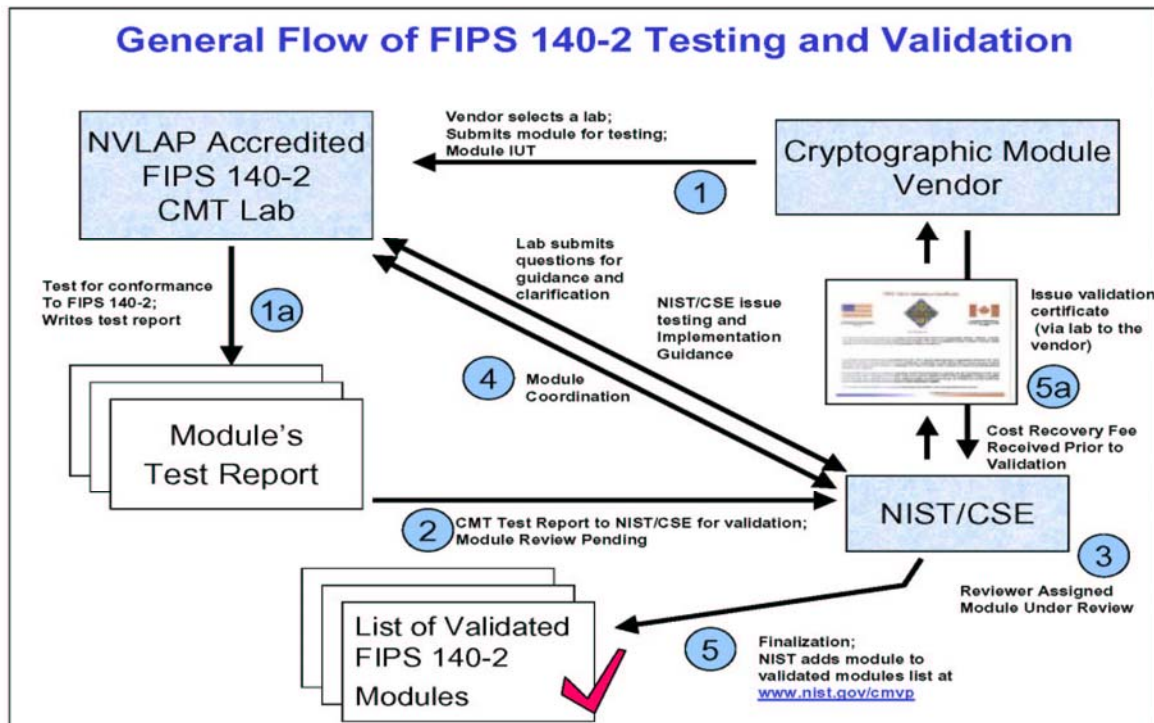 General Flow of FIPS 140-2 Testing and Validation
NVLAP Accredited
FIPS 140-2
CMT Lab
Vendor selects a lab;
Submits module for testing;
Module IUT
1
Cryptographic Module
Vendor
Test for conformance
To FIPS 140-2;
Writes test report
1a
Lab submits
questions for
guidance and
clarification
NIST/CSE issue
testing and
Implementation
Guidance
Issue validation
certificate
(via lab to the
vendor)
5a
4
Module
Coordination
Module's
Test Report
Cost Recovery Fee
Received Prior to
Validation
NIST/CSE
2
CMT Test Report to NIST/CSE for validation;
Module Review Pending
3
Reviewer Assigned
Module Under Review
List of Validated
FIPS 140-2
Modules
5
Finalization;
NIST adds module to
validated modules list at
www.nist.gov/cmvp